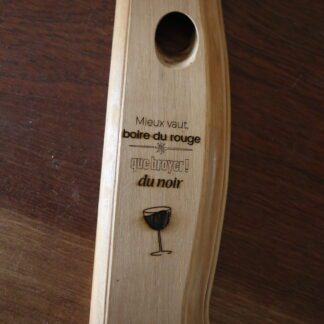 Mieux vaut,
boire du rouge
que broyer !
du noir